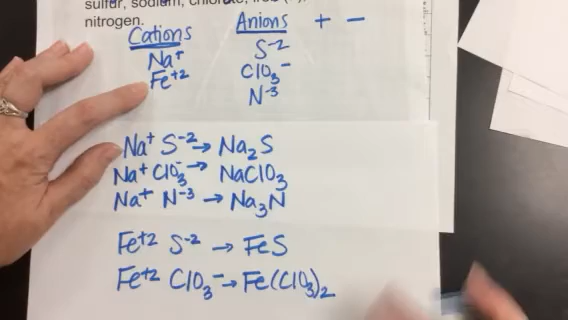 sulfur, sodium, chlorate,
nitrogen.
Cations Anions + −
Na⁺ S⁻²
Fe⁺² ClO₃⁻
N⁻³
Na⁺ S⁻² → Na₂S
Na⁺ ClO₃⁻ → NaClO₃
Na⁺ N⁻³ → Na₃N
Fe⁺² S⁻² → FeS
Fe⁺² ClO₃⁻ → Fe(ClO₃)₂